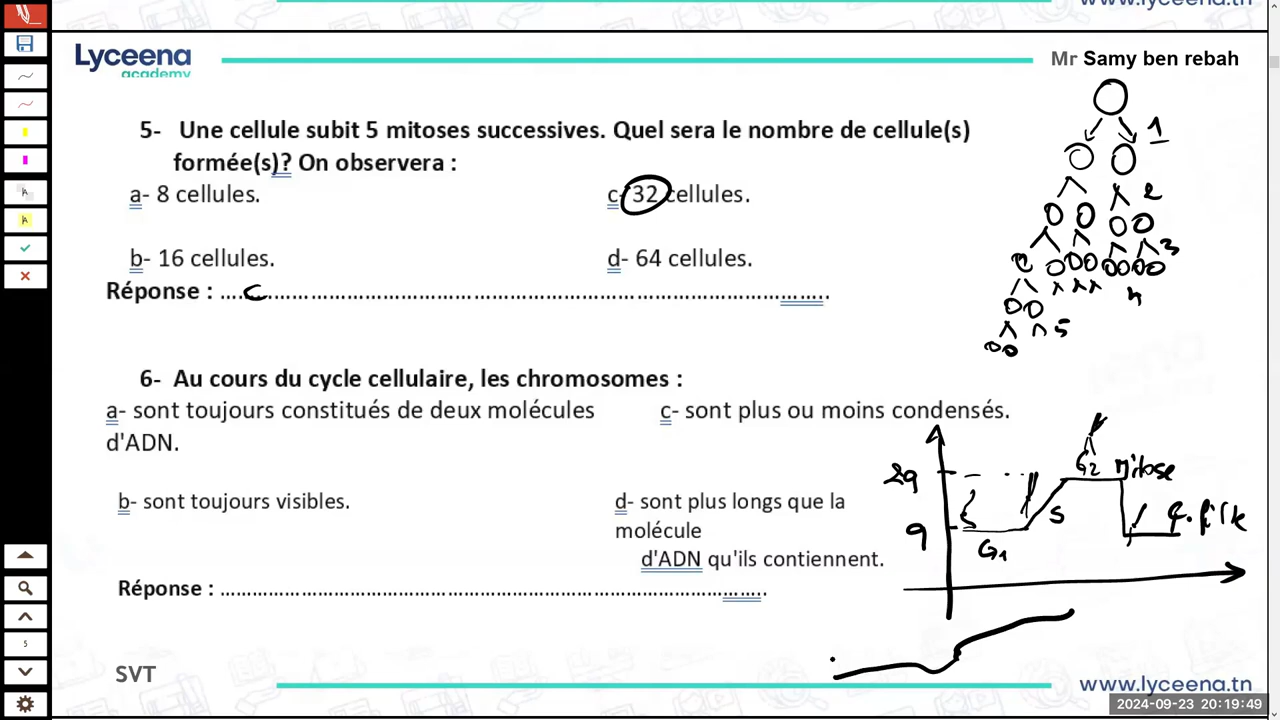 www.lyceena.tn
Lyceena
academy
Mr Samy ben rebah
5- Une cellule subit 5 mitoses successives. Quel sera le nombre de cellule(s)
formée(s)? On observera :
a- 8 cellules.
c- 32 cellules.
b- 16 cellules.
d- 64 cellules.
Réponse : ....c..............................................................................................
1
2
3
4
5
6- Au cours du cycle cellulaire, les chromosomes :
a- sont toujours constitués de deux molécules
d'ADN.
c- sont plus ou moins condensés.
b- sont toujours visibles.
d- sont plus longs que la
molécule
d'ADN qu'ils contiennent.
Réponse : ..........................................................................................
2q
q
G1
S
G2
Mitose
SVT
www.lyceena.tn
5
2024-09-23 20:19:49